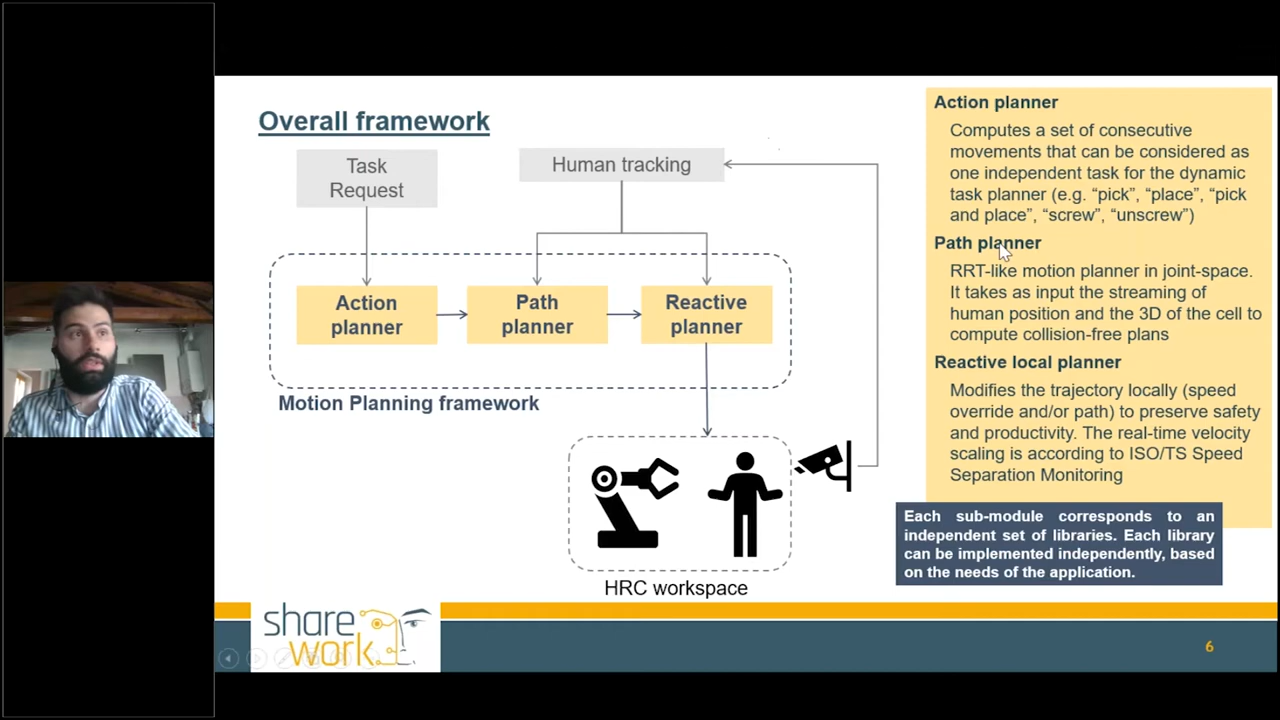 Overall framework
Task
Request
Human tracking
Action
planner
Path
planner
Reactive
planner
Motion Planning framework
HRC workspace
Action planner
Computes a set of consecutive
movements that can be considered as
one independent task for the dynamic
task planner (e.g. “pick”, “place”, “pick
and place”, “screw”, “unscrew”)
Path planner
RRT-like motion planner in joint-space.
It takes as input the streaming of
human position and the 3D of the cell to
compute collision-free plans
Reactive local planner
Modifies the trajectory locally (speed
override and/or path) to preserve safety
and productivity. The real-time velocity
scaling is according to ISO/TS Speed
Separation Monitoring
Each sub-module corresponds to an
independent set of libraries. Each library
can be implemented independently, based
on the needs of the application.
share
work
6